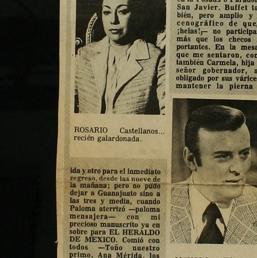 San Javier. Buffet ta
bién, pero amplio y
cenográfico de que
¡helas!;— no participa
más que los checos
portantes. En la mesa
que me sentaron, con
también Carmela, hija
señor gobernador, a
obligado por sus várice
mantener la pierna
ROSARIO Castellanos...
recién galardonada.
ida y otro para el inmediato
regreso, desde las nueve de
la mañana; pero no pudo
dejar a Guanajuato sino a
las tres y media, cuando
Paloma aterrizó —paloma
mensajera— con mi
precioso manuscrito ya en
sobre para EL HERALDO
DE MEXICO. Comió con
todos —Toño nuestro
primo, Ana Mérida, los